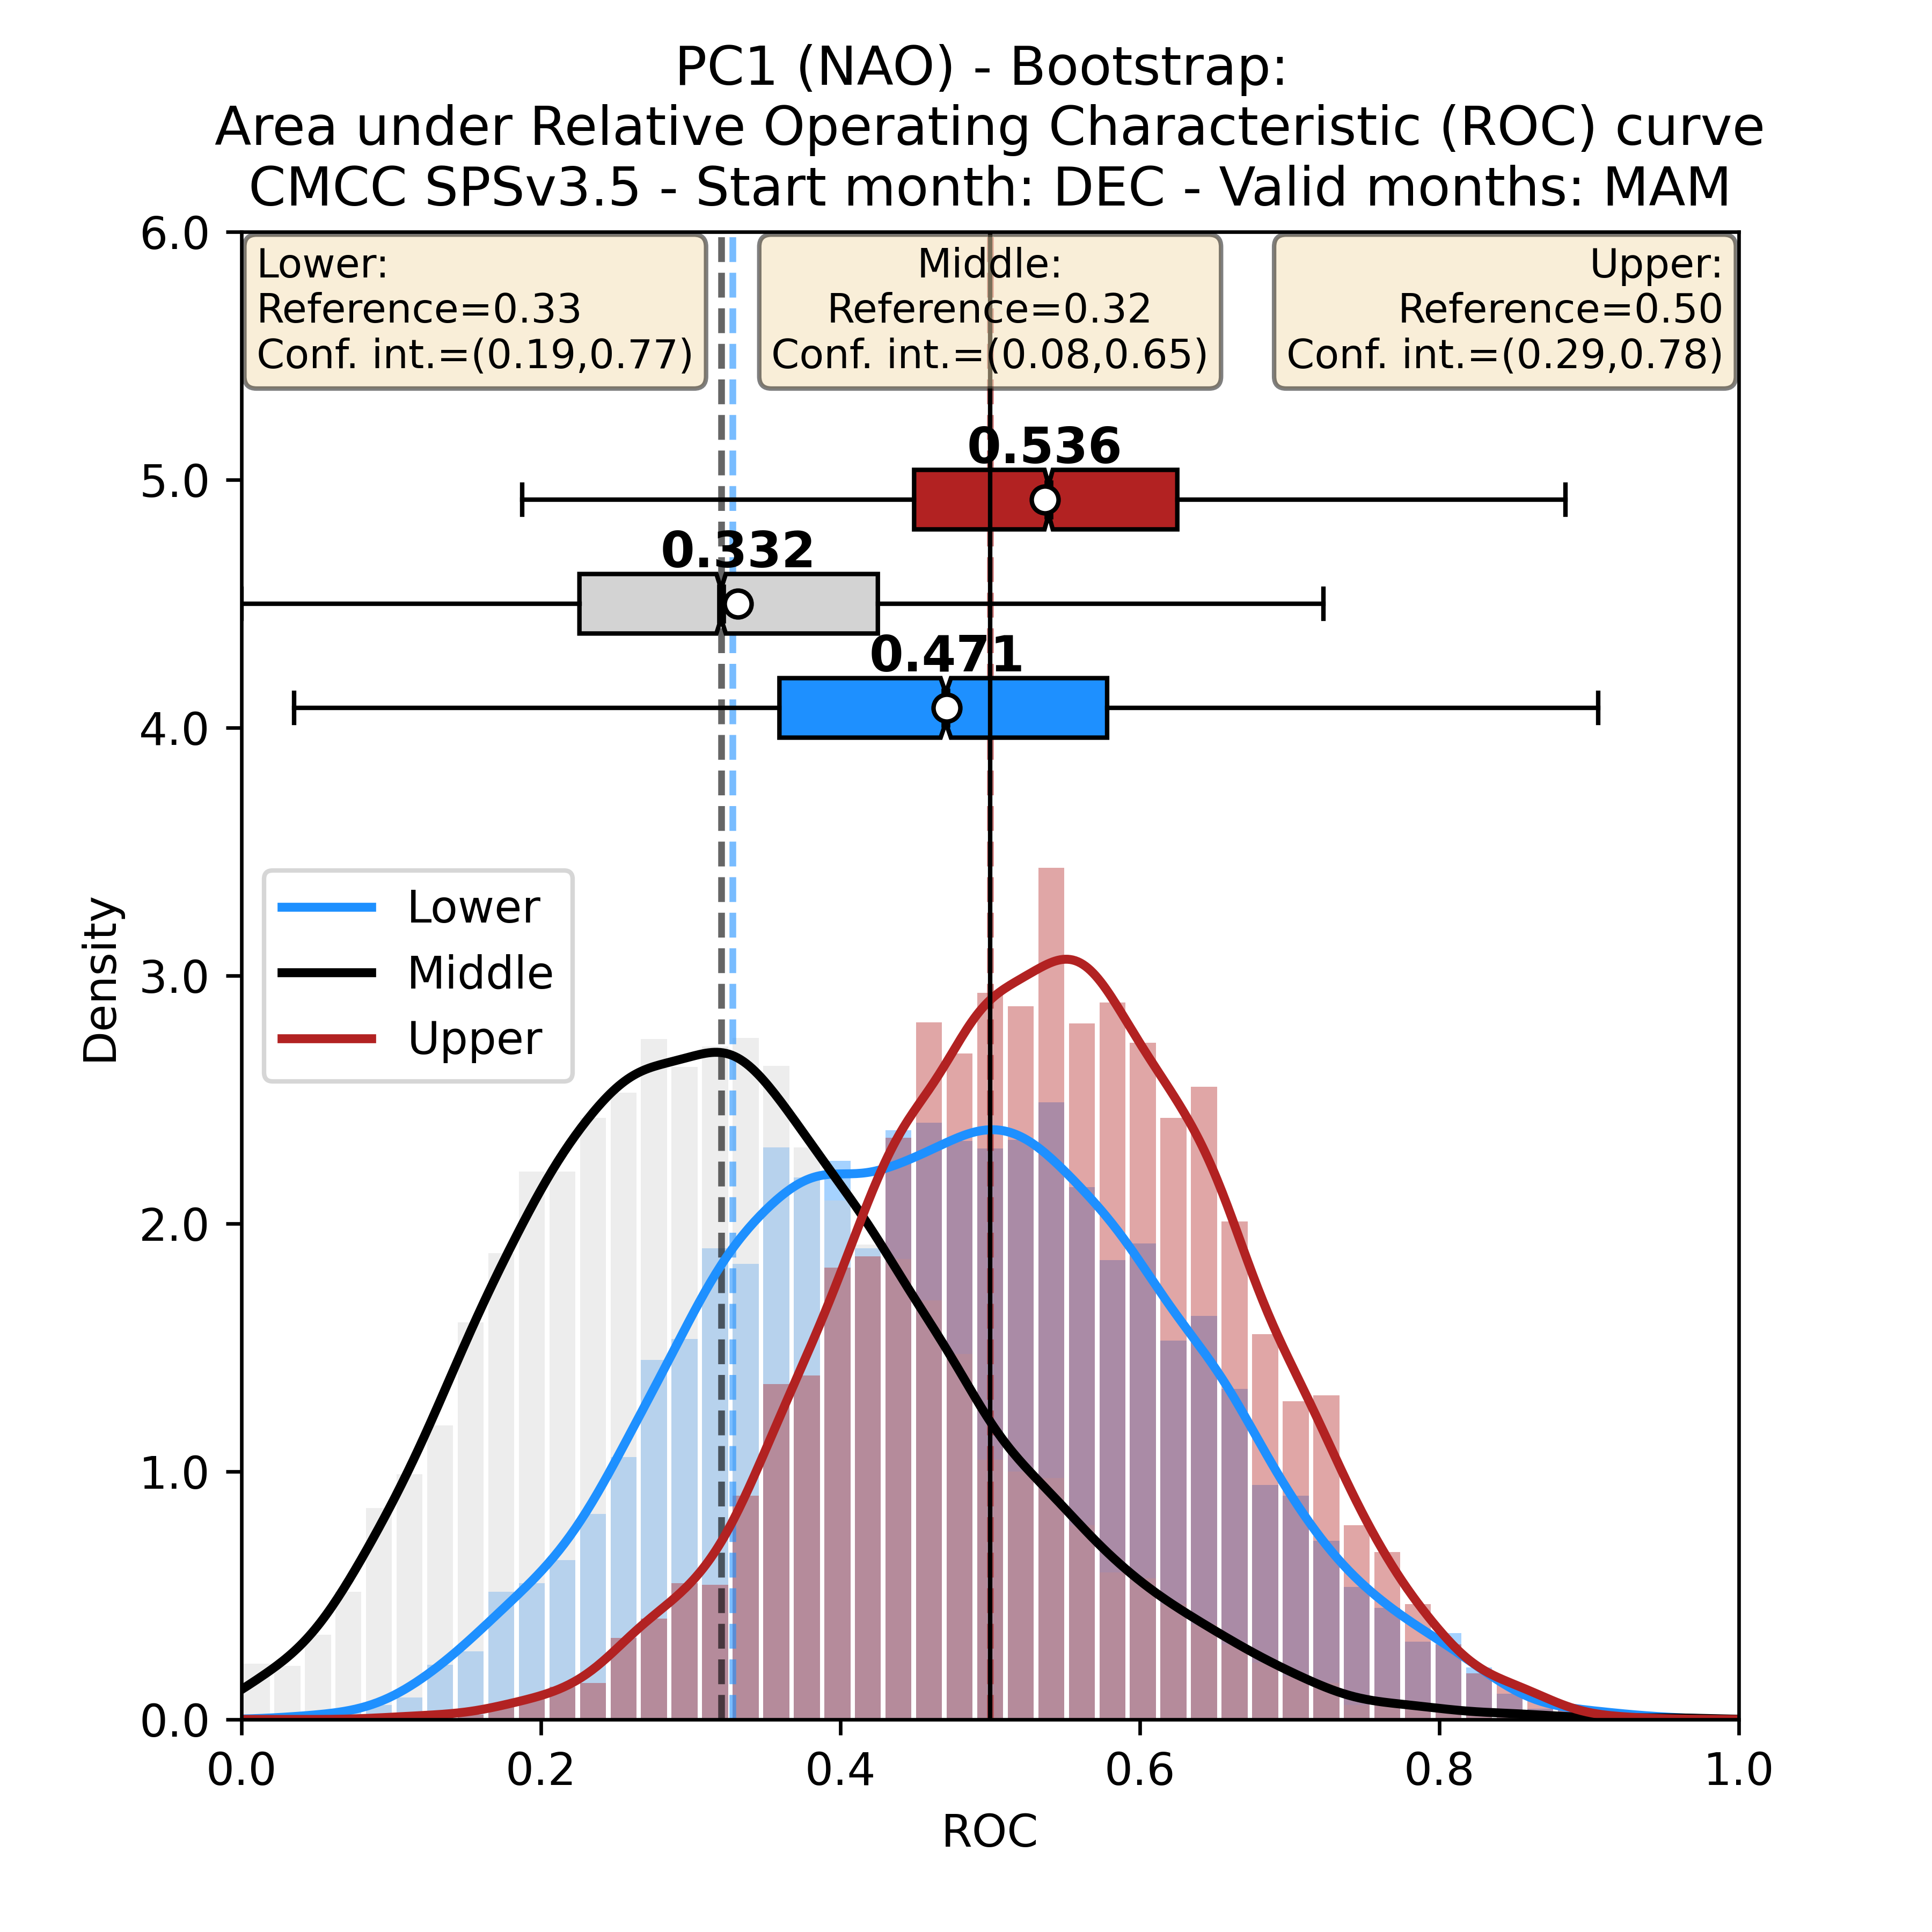 PC1 (NAO) - Bootstrap:
Area under Relative Operating Characteristic (ROC) curve
CMCC SPSv3.5 - Start month: DEC - Valid months: MAM
Lower:
Reference=0.33
Conf. int.=(0.19,0.77)
Middle:
Reference=0.32
Conf. int.=(0.08,0.65)
Upper:
Reference=0.50
Conf. int.=(0.29,0.78)
0.536
0.332
0.471
Lower
Middle
Upper
Density
6.0
5.0
4.0
3.0
2.0
1.0
0.0
0.0
0.2
0.4
0.6
0.8
1.0
ROC